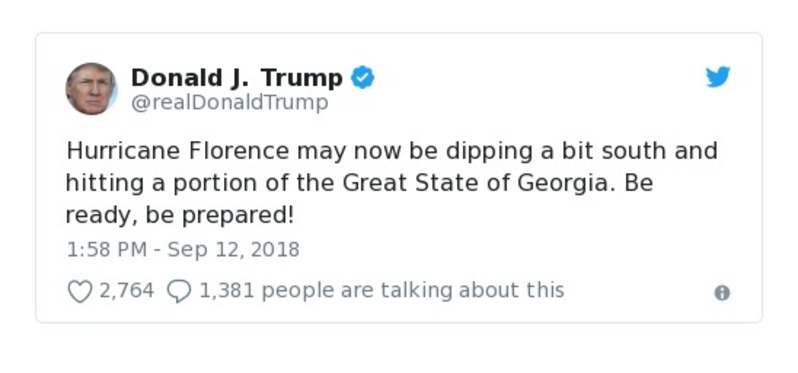 Donald J. Trump
@realDonaldTrump
Hurricane Florence may now be dipping a bit south and
hitting a portion of the Great State of Georgia. Be
ready, be prepared!
1:58 PM - Sep 12, 2018
2,764 1,381 people are talking about this